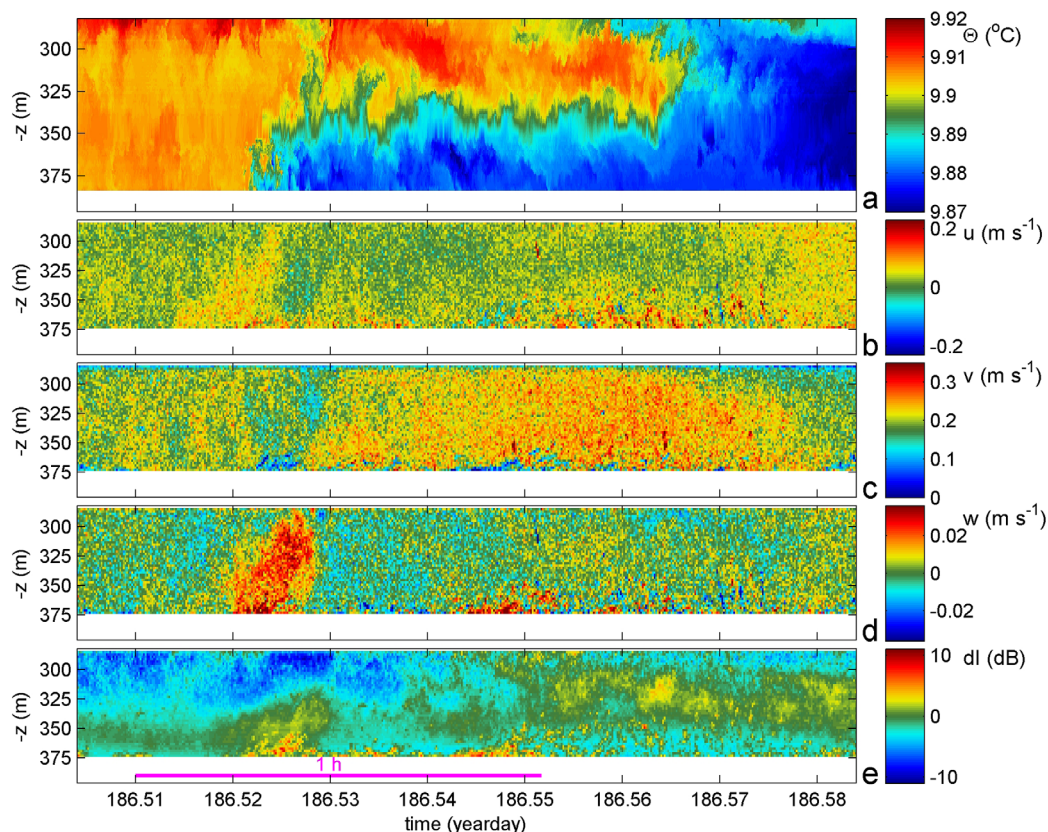 300
325
350
375
-z (m)
a
9.92
9.91
9.9
9.89
9.88
9.87
Θ (°C)
300
325
350
375
-z (m)
b
0.2
0
-0.2
u (m s⁻¹)
300
325
350
375
-z (m)
c
0.3
0.2
0.1
0
v (m s⁻¹)
300
325
350
375
-z (m)
d
0.02
0
-0.02
w (m s⁻¹)
300
325
350
375
-z (m)
e
10
0
-10
dI (dB)
1 h
186.51 186.52 186.53 186.54 186.55 186.56 186.57 186.58
time (yearday)